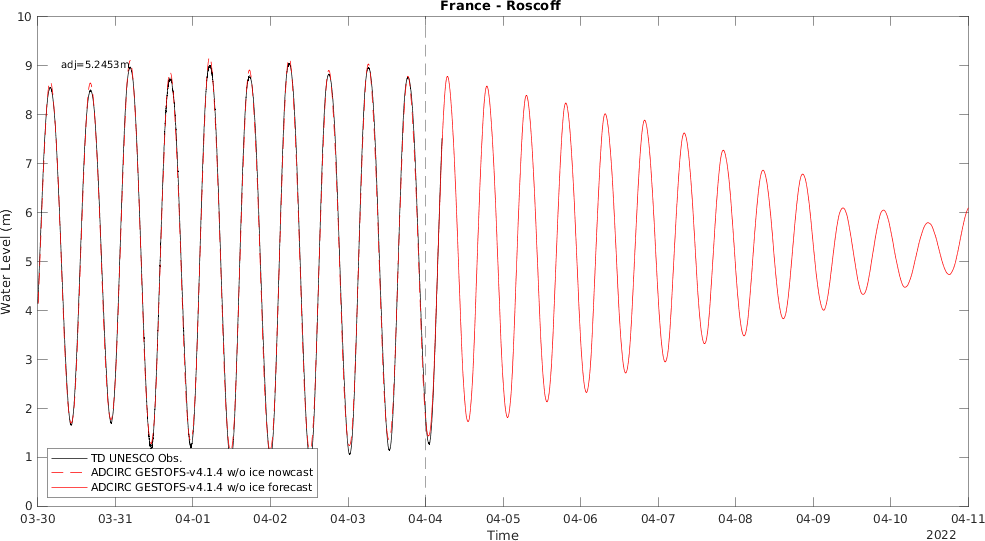 France - Roscoff
adj=5.2453m
Water Level (m)
10
9
8
7
6
5
4
3
2
1
0
TD UNESCO Obs.
ADCIRC GESTOFS-v4.1.4 w/o ice nowcast
ADCIRC GESTOFS-v4.1.4 w/o ice forecast
03-30 03-31 04-01 04-02 04-03 04-04 04-05 04-06 04-07 04-08 04-09 04-10 04-11
Time
2022